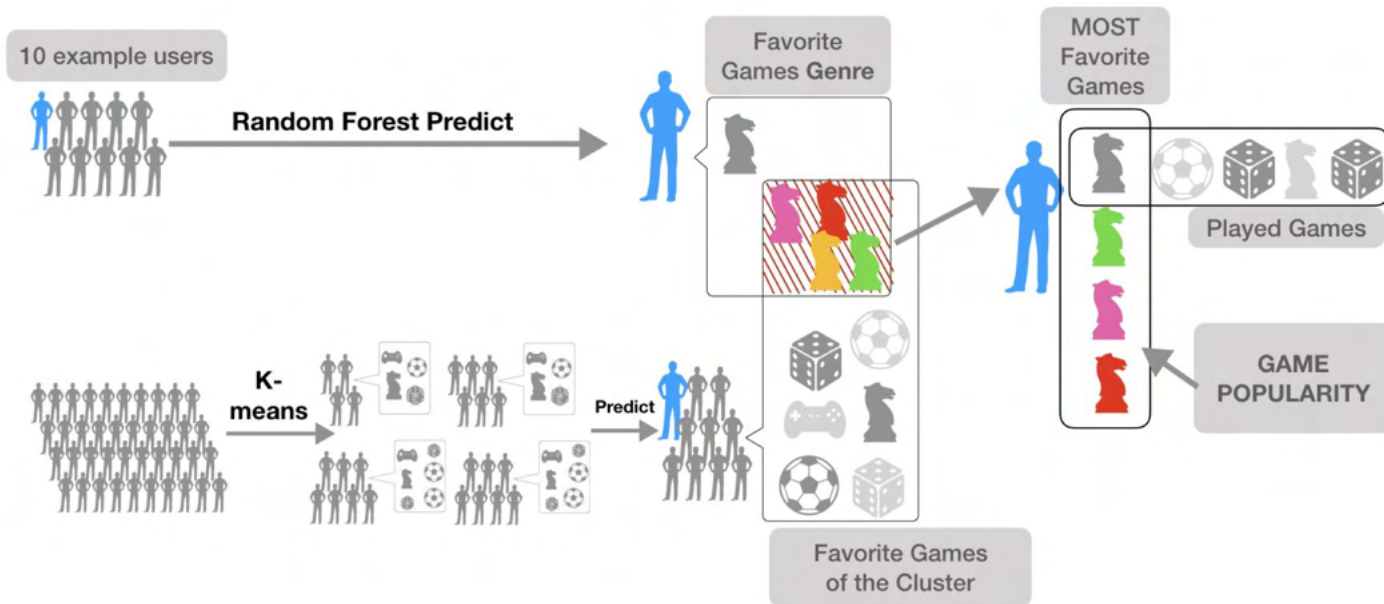 10 example users
Random Forest Predict
Favorite
Games Genre
MOST
Favorite
Games
Played Games
K-
means
Predict
GAME
POPULARITY
Favorite Games
of the Cluster